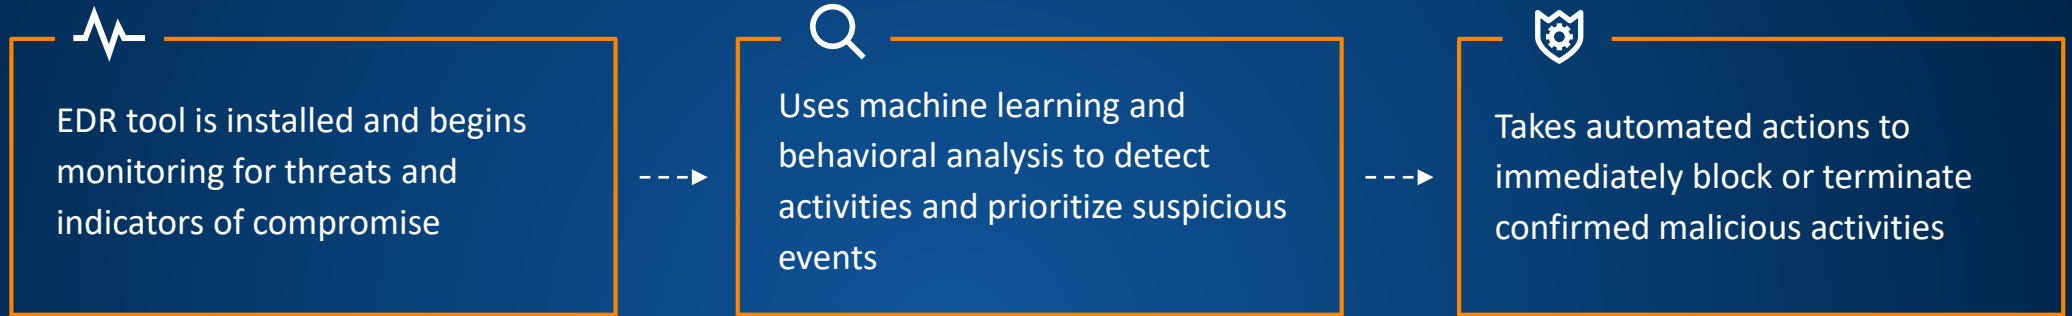 EDR tool is installed and begins
monitoring for threats and
indicators of compromise
Uses machine learning and
behavioral analysis to detect
activities and prioritize suspicious
events
Takes automated actions to
immediately block or terminate
confirmed malicious activities